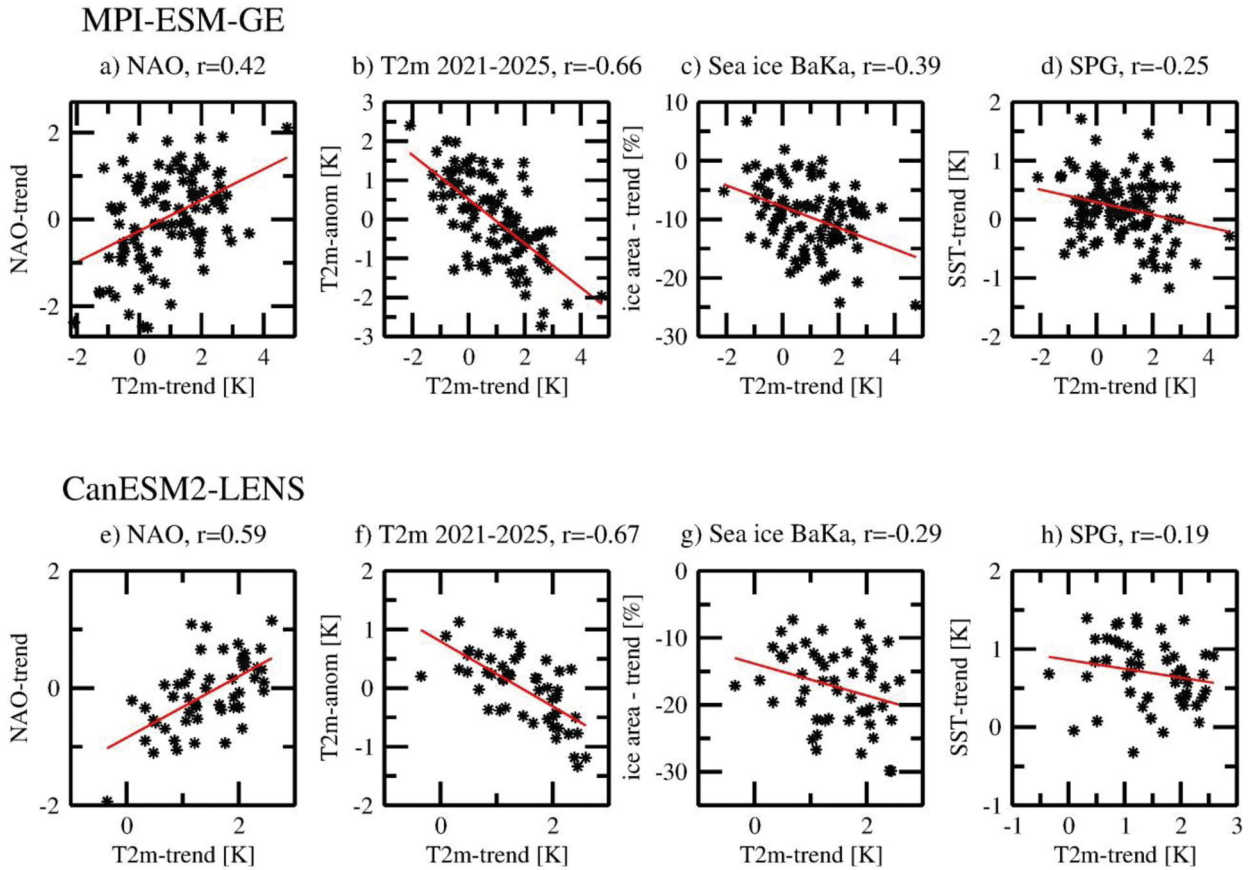 MPI-ESM-GE
a) NAO, r=0.42
b) T2m 2021-2025, r=-0.66
c) Sea ice BaKa, r=-0.39
d) SPG, r=-0.25
NAO-trend
2
0
-2
-2 0 2 4
T2m-trend [K]
T2m-anom [K]
3
2
1
0
-1
-2
-3
-2 0 2 4
T2m-trend [K]
ice area - trend [%]
10
0
-10
-20
-30
-2 0 2 4
T2m-trend [K]
SST-trend [K]
2
1
0
-1
-2
-2 0 2 4
T2m-trend [K]
CanESM2-LENS
e) NAO, r=0.59
f) T2m 2021-2025, r=-0.67
g) Sea ice BaKa, r=-0.29
h) SPG, r=-0.19
NAO-trend
2
0
-2
0 2
T2m-trend [K]
T2m-anom [K]
2
1
0
-1
-2
0 2
T2m-trend [K]
ice area - trend [%]
0
-10
-20
-30
0 2
T2m-trend [K]
SST-trend [K]
2
1
0
-1
-1 0 1 2 3
T2m-trend [K]